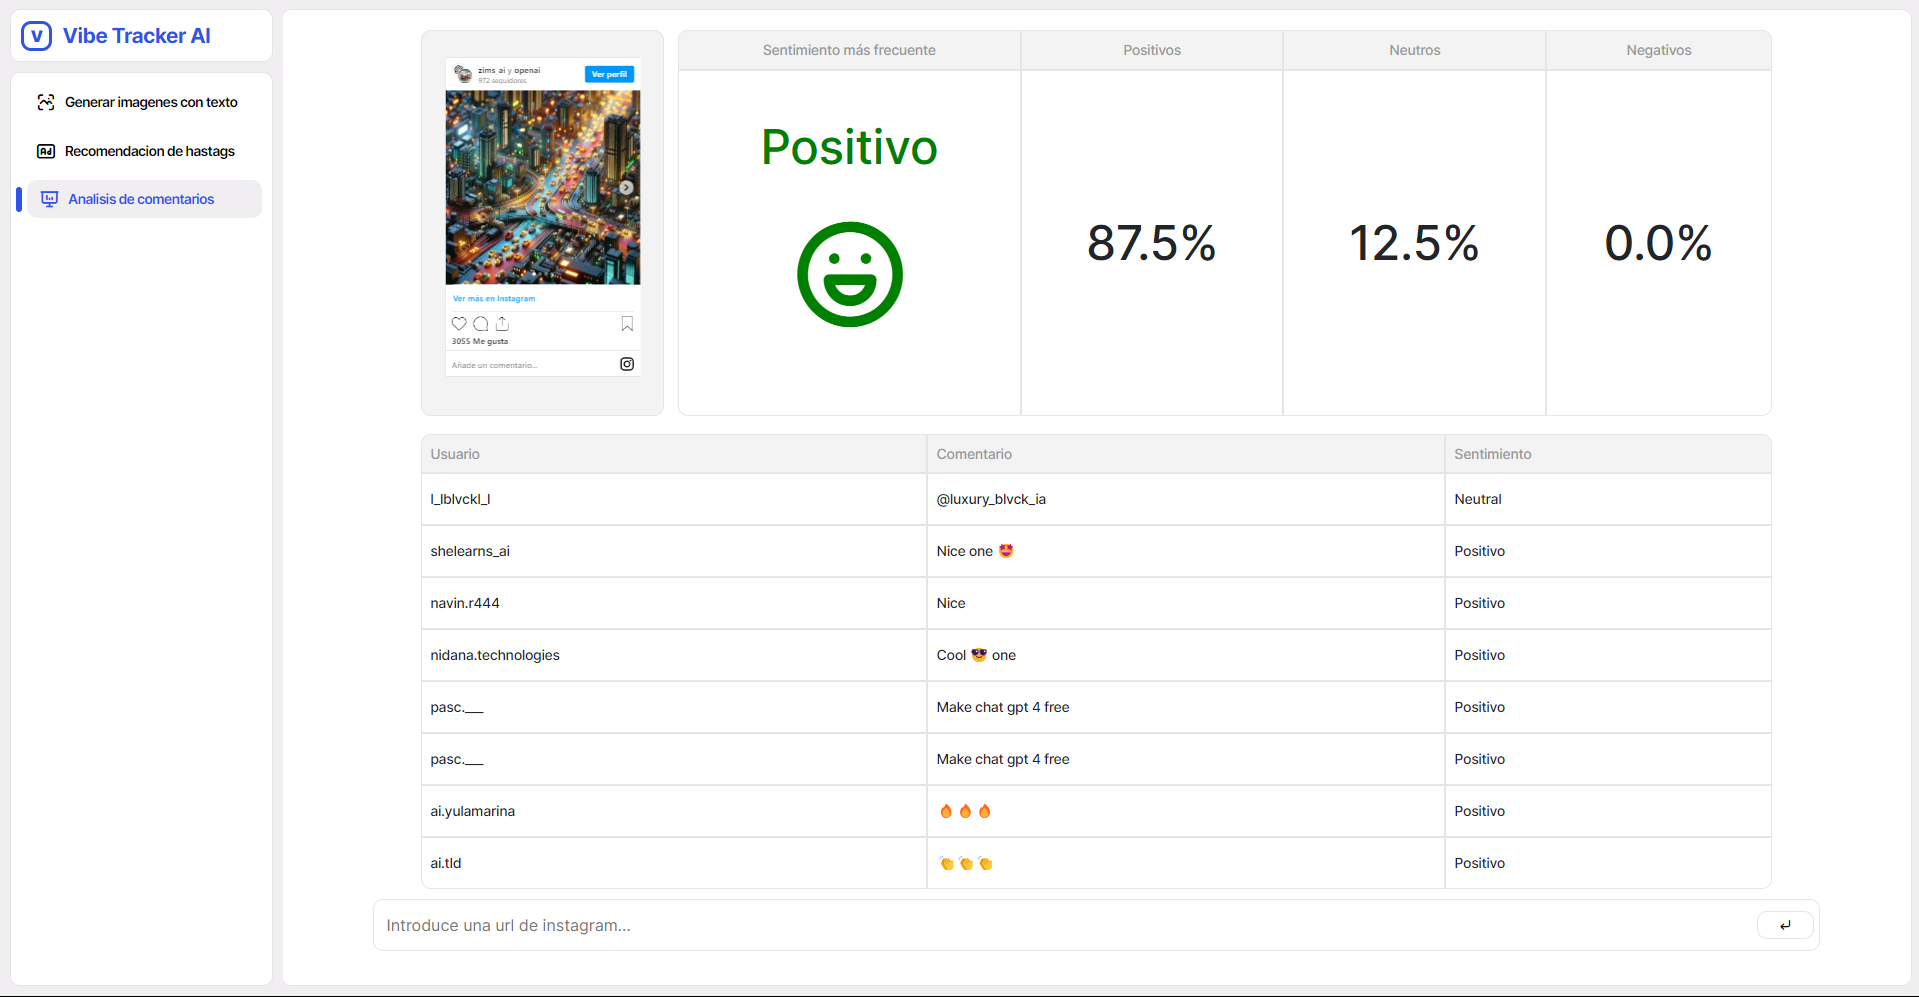 v Vibe Tracker AI
Generar imagenes con texto
Ad Recomendacion de hastags
Analisis de comentarios
zims_ai y openai
972 seguidores
Ver perfil
Ver más en Instagram
3055 Me gusta
Añade un comentario...
Sentimiento más frecuente Positivos Neutros Negativos
Positivo
87.5% 12.5% 0.0%
Usuario Comentario Sentimiento
l_lblvckl_l @luxury_blvck_ia Neutral
shelearns_ai Nice one 🤩 Positivo
navin.r444 Nice Positivo
nidana.technologies Cool 😎 one Positivo
pasc.___ Make chat gpt 4 free Positivo
pasc.___ Make chat gpt 4 free Positivo
ai.yulamarina 🔥🔥🔥 Positivo
ai.tld 👏👏👏 Positivo
Introduce una url de instagram...